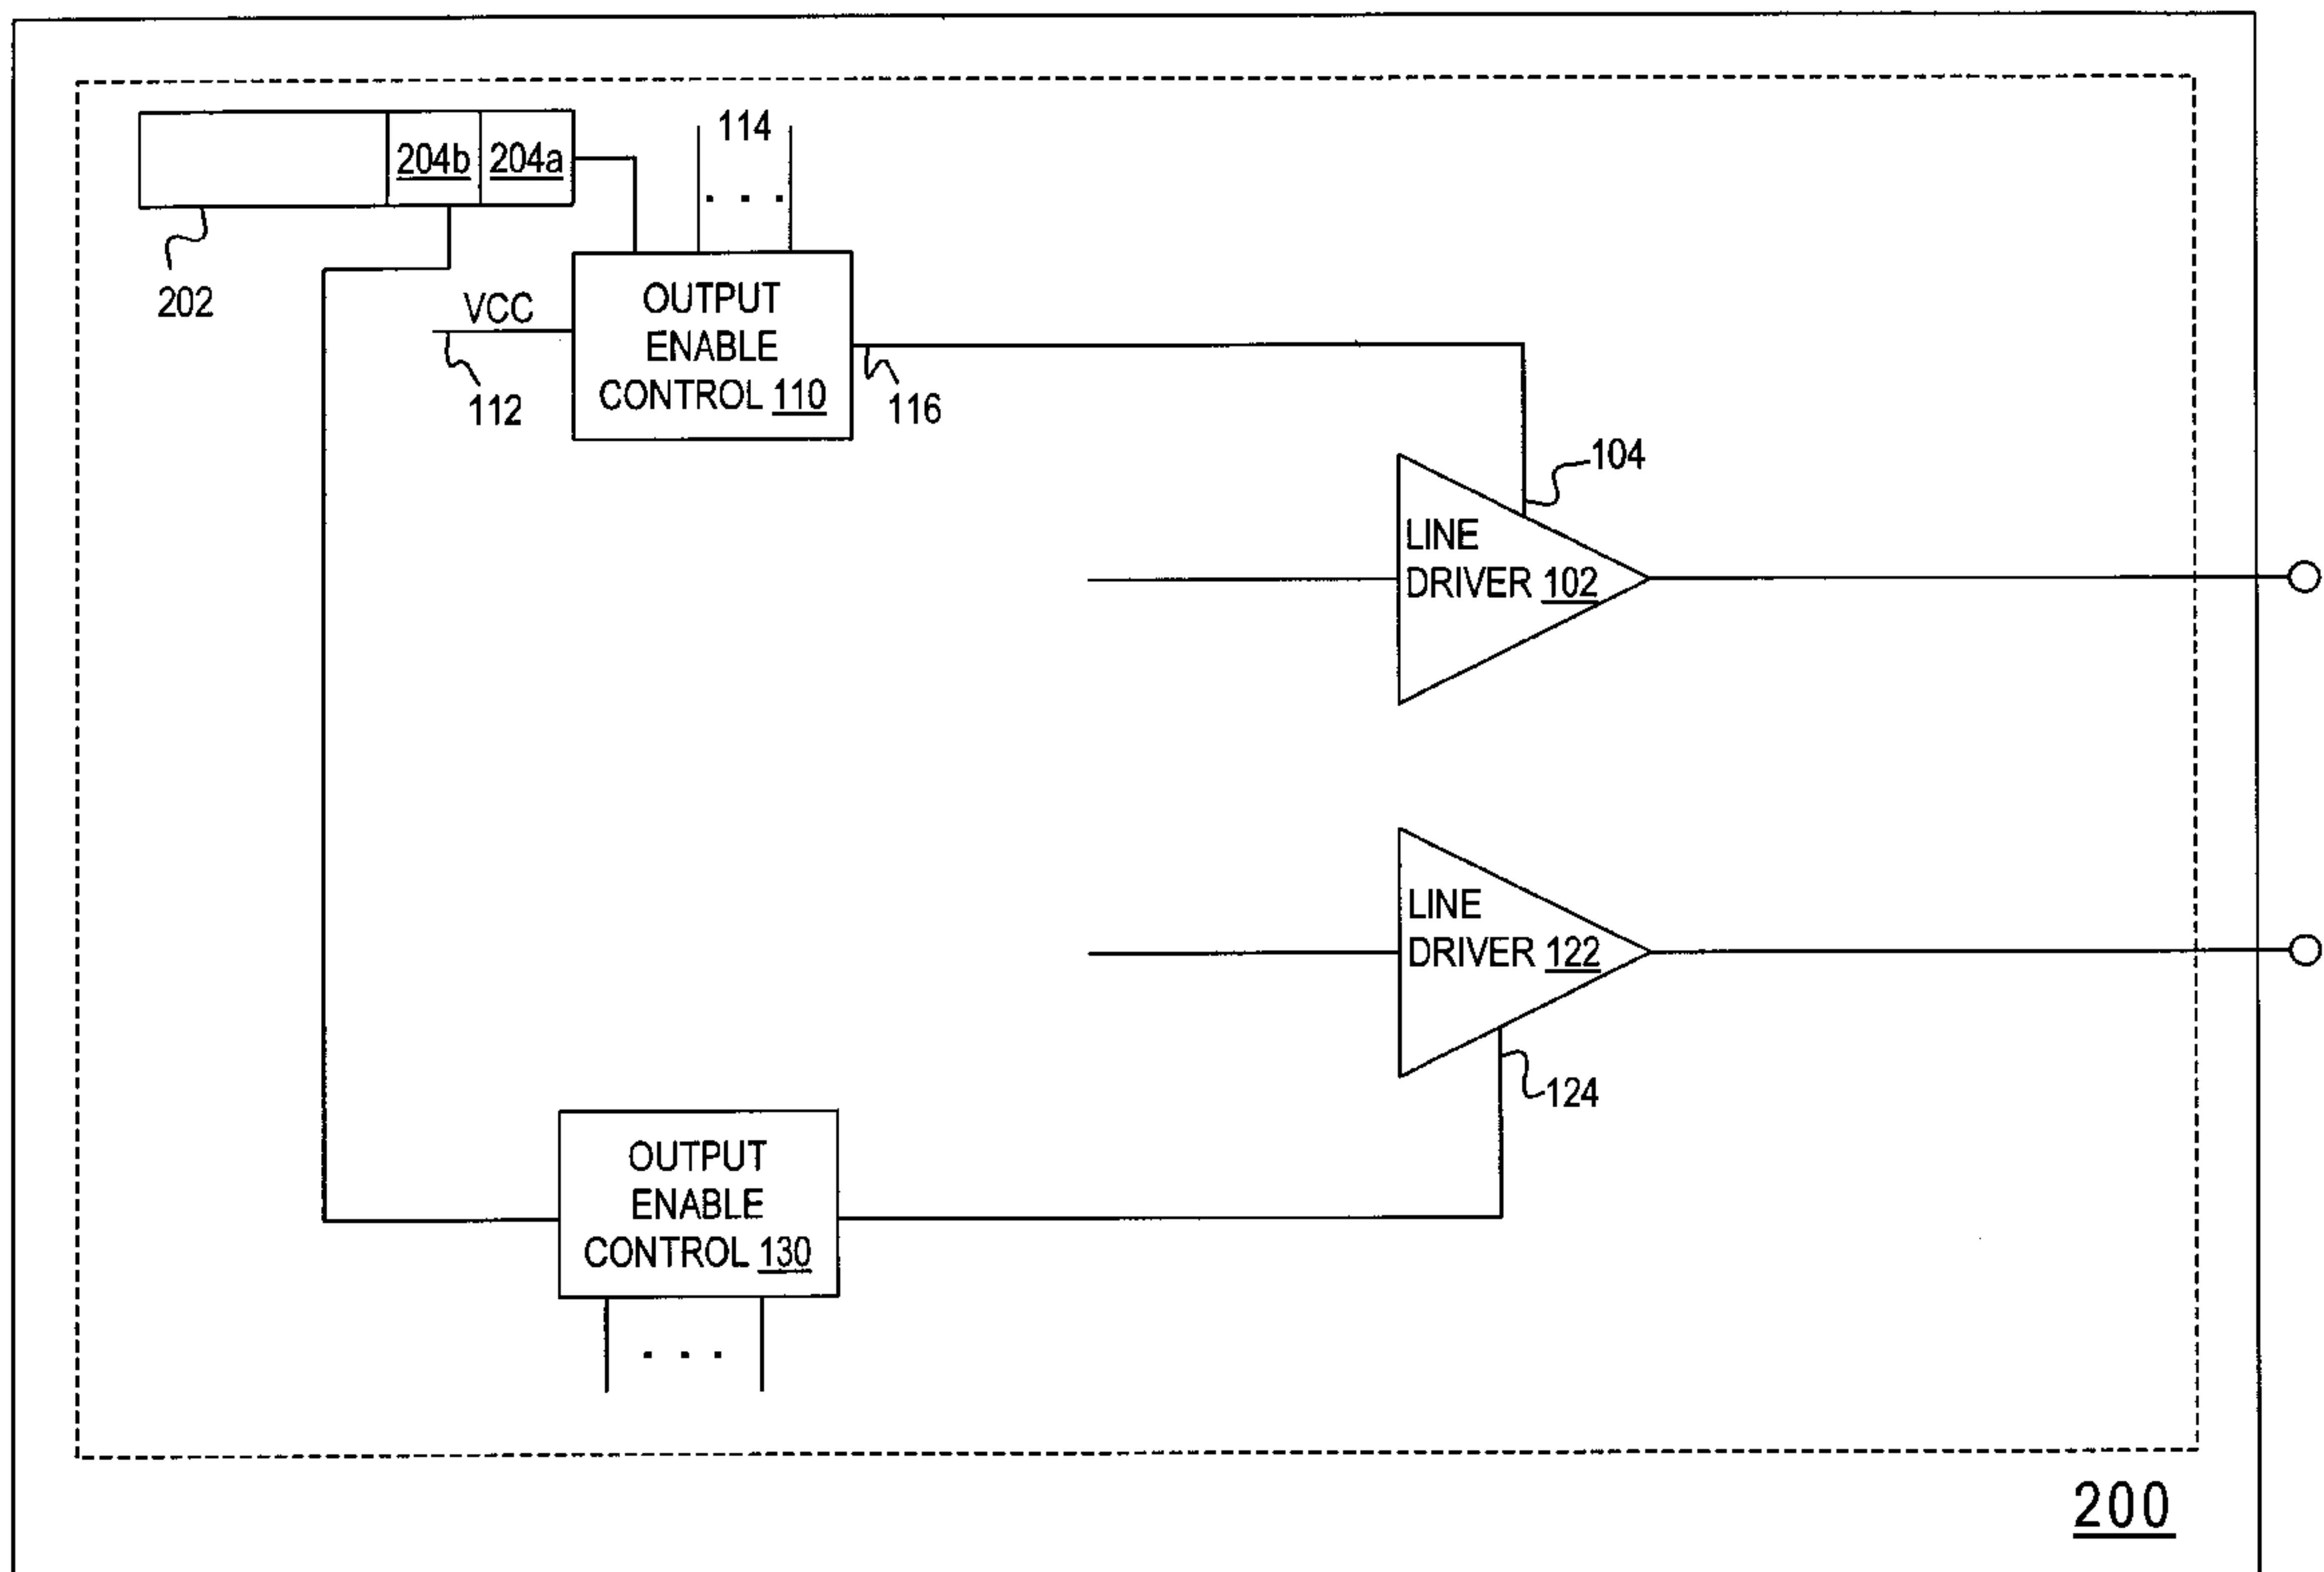 114
204b 204a
202
VCC
112
OUTPUT
ENABLE
CONTROL 110
116
104
LINE
DRIVER 102
LINE
DRIVER 122
124
OUTPUT
ENABLE
CONTROL 130
200